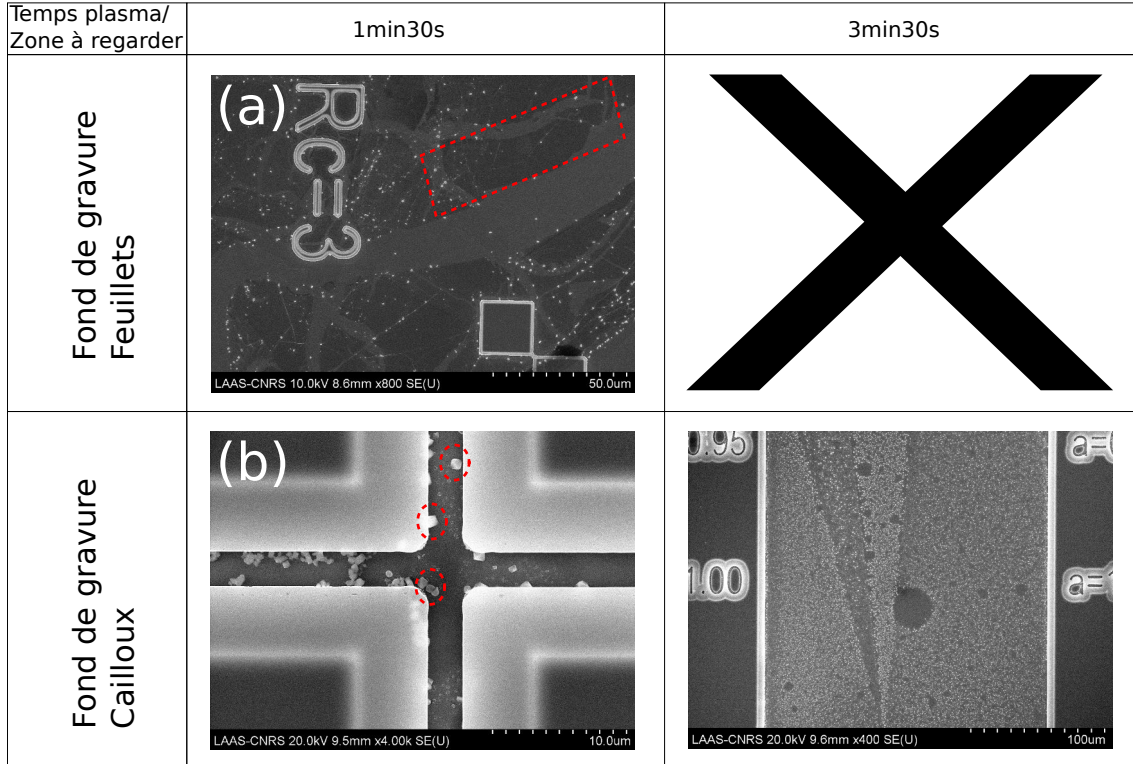 Temps plasma/
Zone à regarder
1min30s
3min30s
Fond de gravure
Feuillets
(a)
RC=3
LAAS-CNRS 10.0kV 8.6mm x800 SE(U)
50.0um
Fond de gravure
Cailloux
(b)
LAAS-CNRS 20.0kV 9.5mm x4.00k SE(U)
10.0um
0.95
a=
1.00
a=
LAAS-CNRS 20.0kV 9.6mm x400 SE(U)
100um